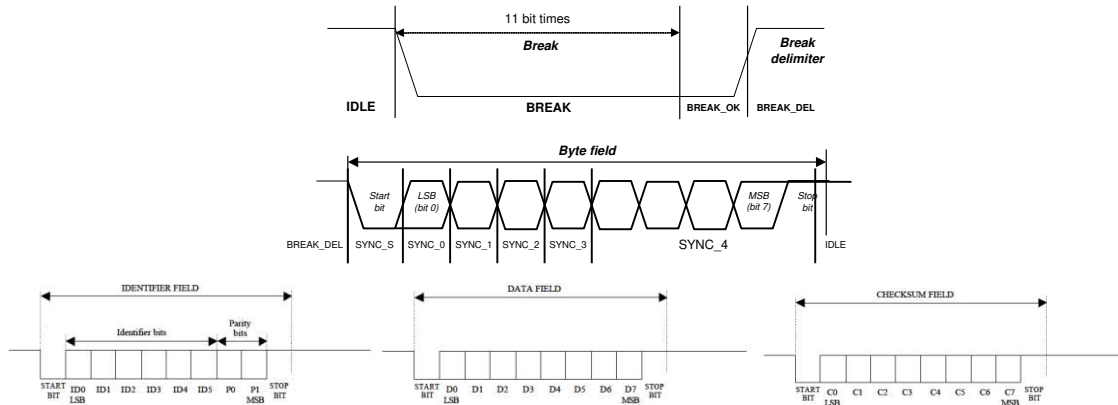 11 bit times
Break
Break
delimiter
IDLE
BREAK
BREAK_OK
BREAK_DEL
Byte field
Start
bit
LSB
(bit 0)
MSB
(bit 7)
Stop
bit
BREAK_DEL
SYNC_S
SYNC_0
SYNC_1
SYNC_2
SYNC_3
SYNC_4
IDLE
IDENTIFIER FIELD
Identifier bits
Parity
bits
START
BIT
ID0
LSB
ID1
ID2
ID3
ID4
ID5
P0
P1
MSB
STOP
BIT
DATA FIELD
START
BIT
D0
LSB
D1
D2
D3
D4
D5
D6
D7
MSB
STOP
BIT
CHECKSUM FIELD
START
BIT
C0
LSB
C1
C2
C3
C4
C5
C6
C7
MSB
STOP
BIT